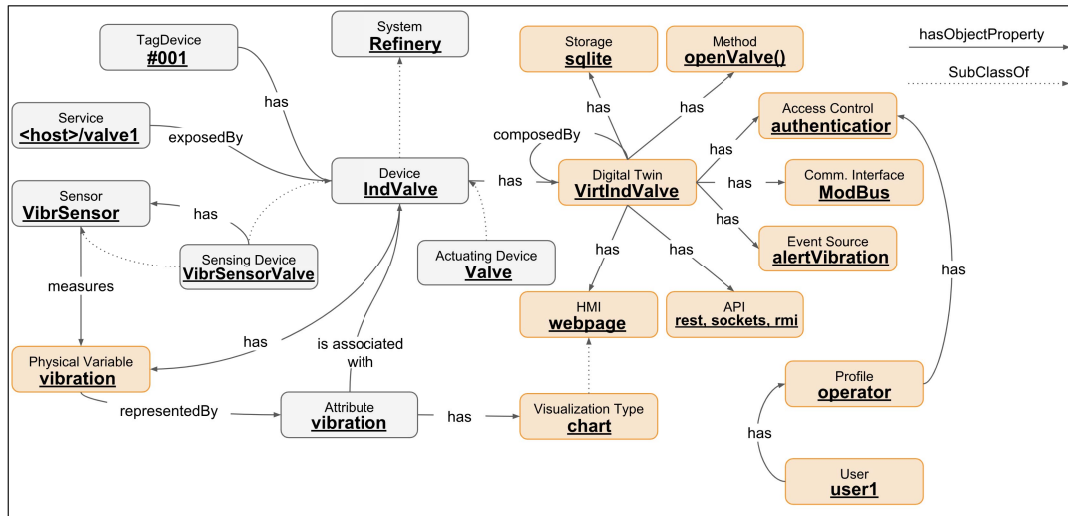 System
Refinery
TagDevice
#001
Storage
sqlite
Method
openValve()
hasObjectProperty
SubClassOf
has
has
has
Service
<host>/valve1
exposedBy
composedBy
Access Control
authenticatior
has
Device
IndValve
has
Digital Twin
VirtIndValve
has
Comm. Interface
ModBus
Sensor
VibrSensor
has
has
Event Source
alertVibration
Sensing Device
VibrSensorValve
Actuating Device
Valve
has
has
has
measures
HMI
webpage
API
rest, sockets, rmi
has
is associated
with
Physical Variable
vibration
Profile
operator
representedBy
Attribute
vibration
has
Visualization Type
chart
has
User
user1